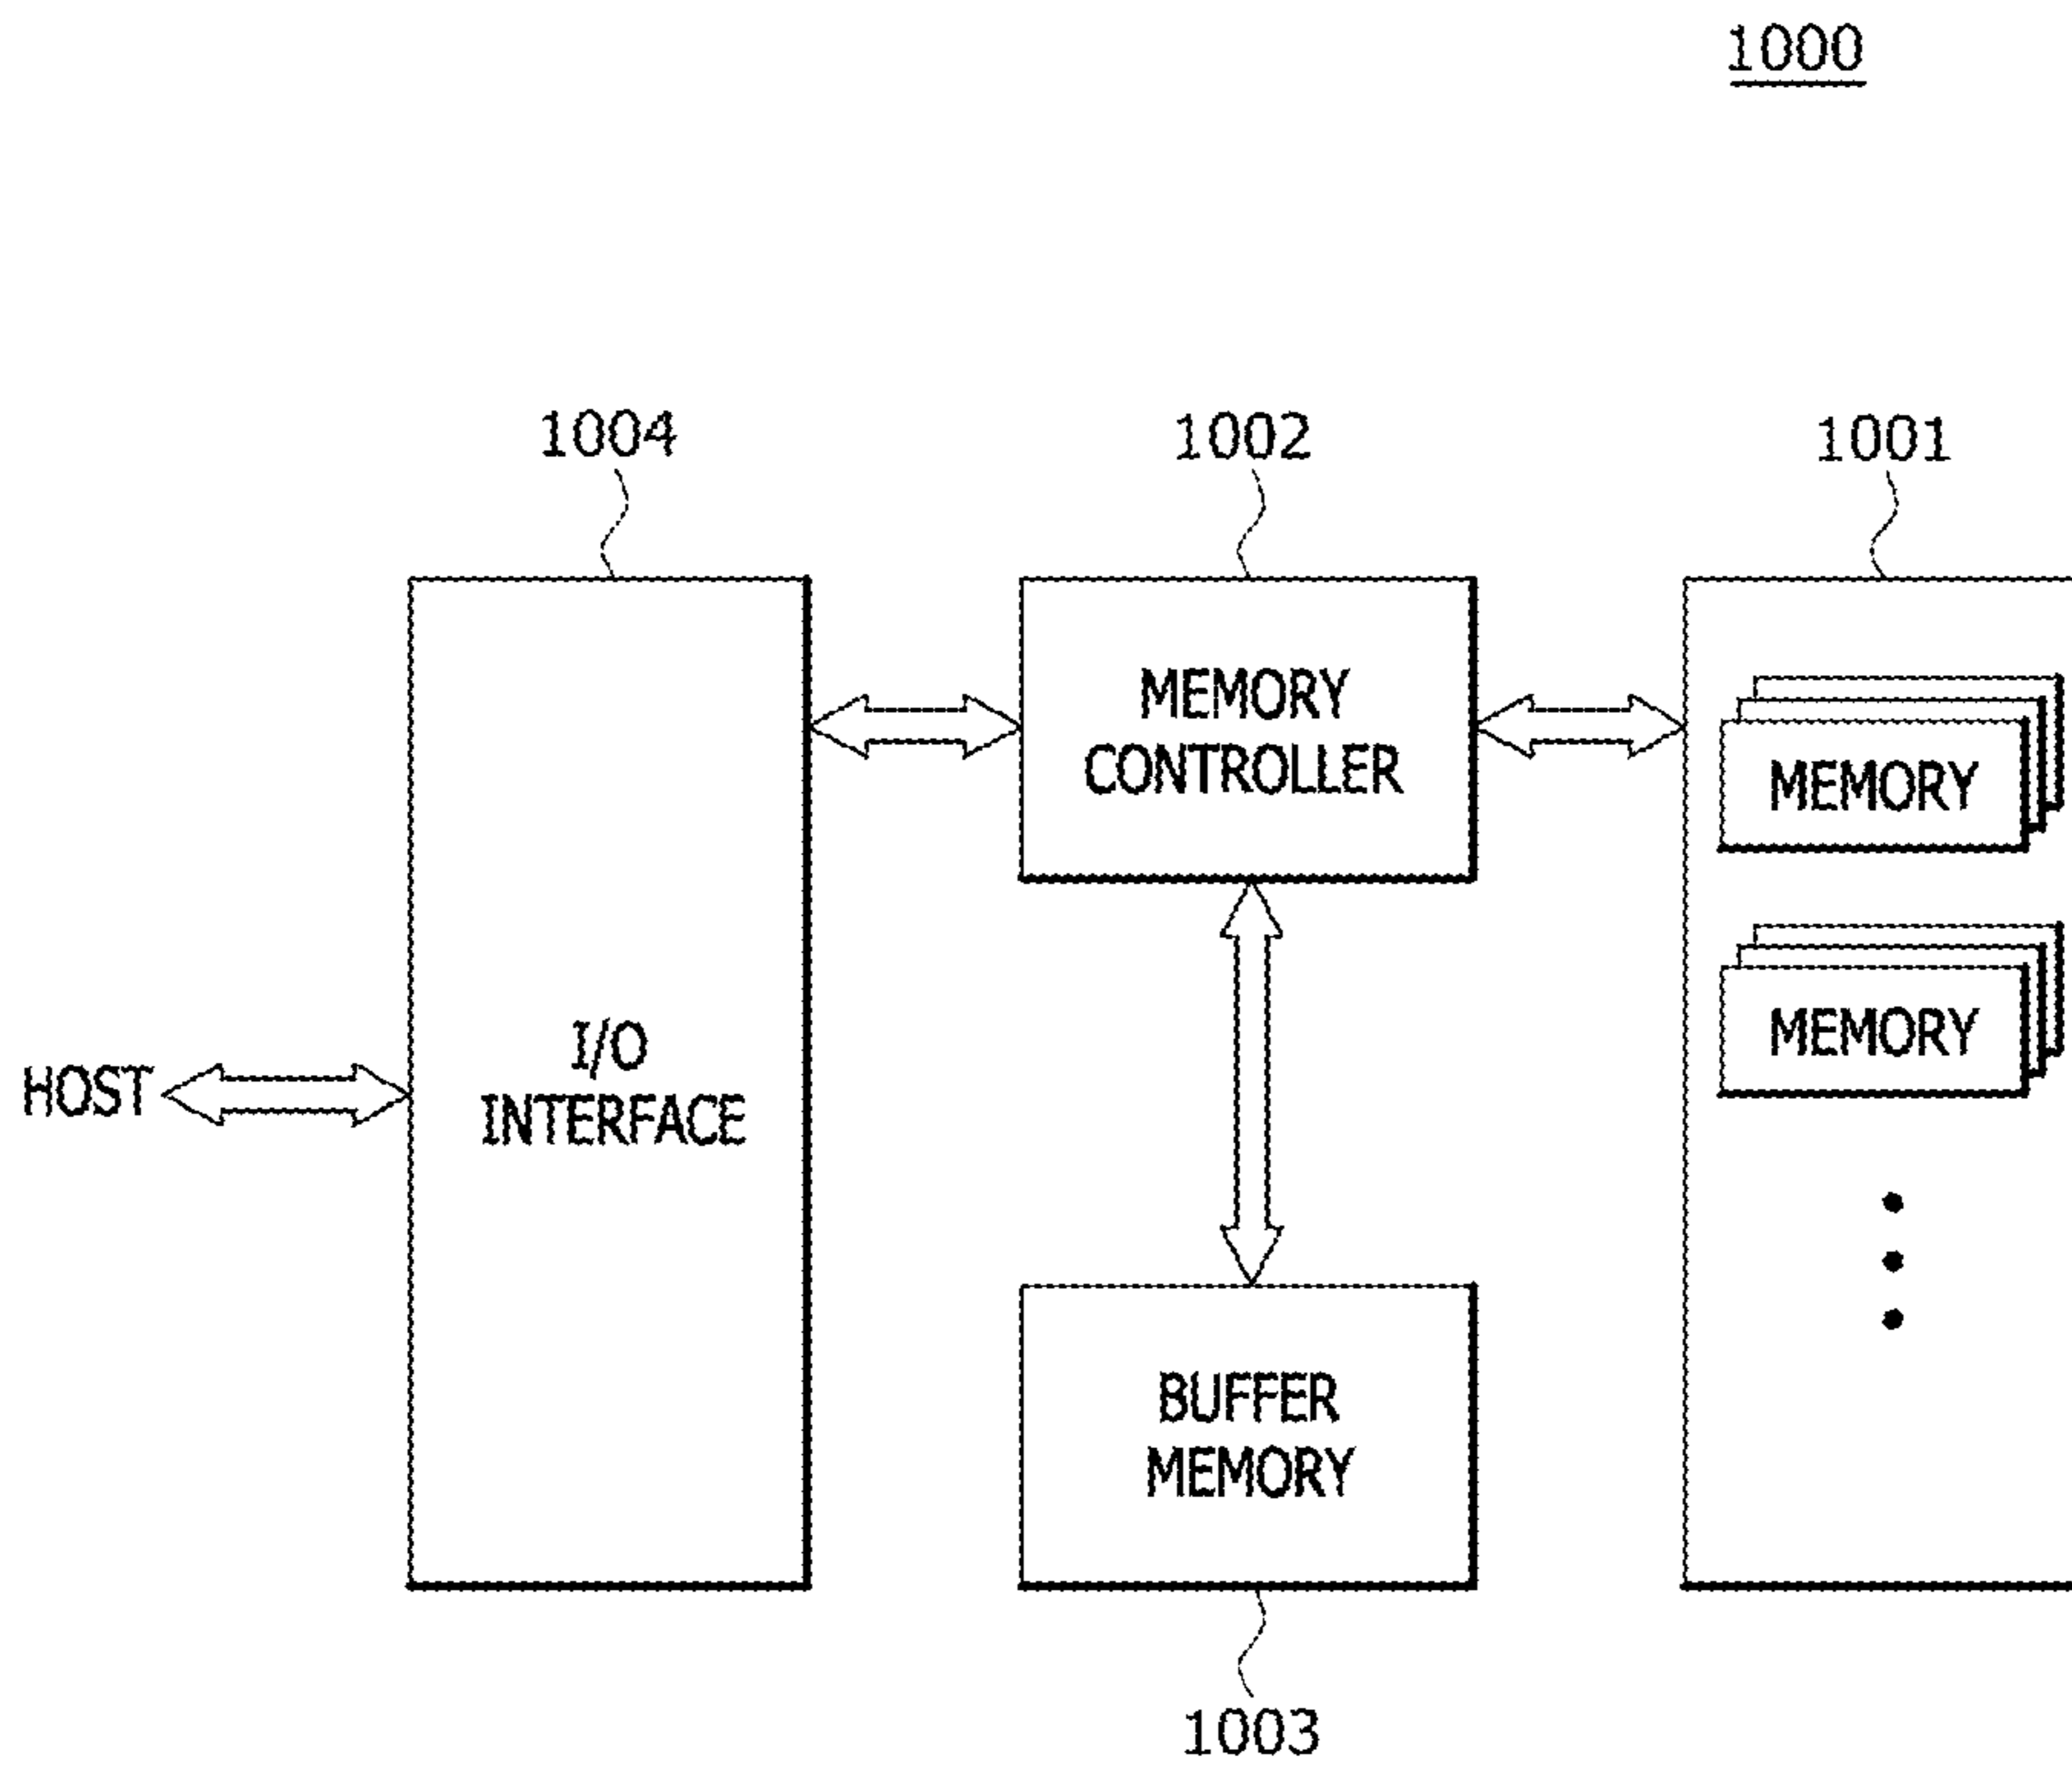 1000
1004
1002
1001
MEMORY
CONTROLLER
MEMORY
MEMORY
HOST
I/O
INTERFACE
BUFFER
MEMORY
1003